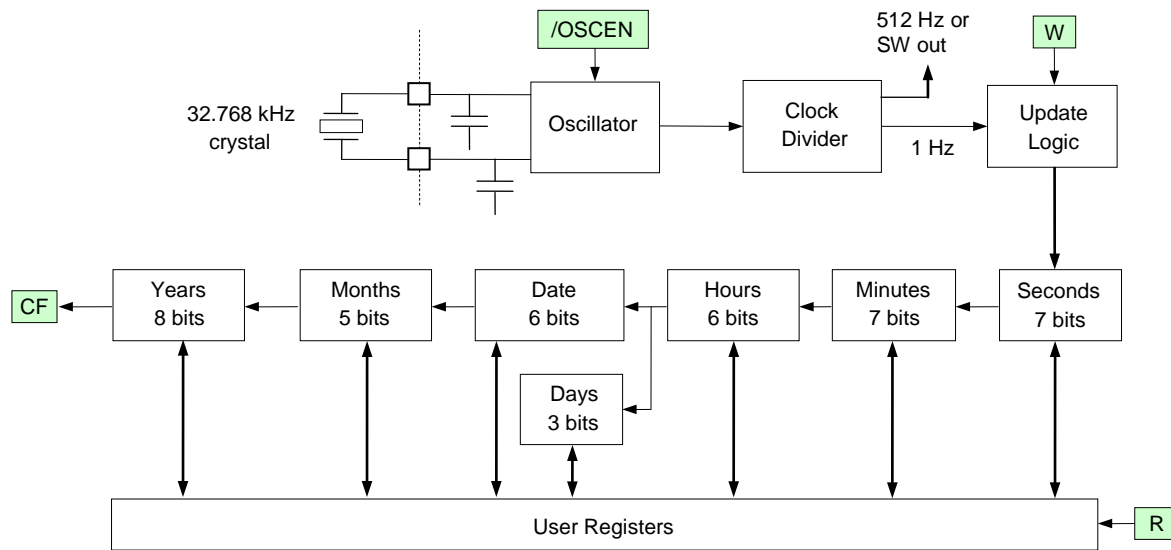 /OSCEN
512 Hz or
SW out
W
32.768 kHz
crystal
Oscillator
Clock
Divider
1 Hz
Update
Logic
CF
Years
8 bits
Months
5 bits
Date
6 bits
Hours
6 bits
Minutes
7 bits
Seconds
7 bits
Days
3 bits
User Registers
R